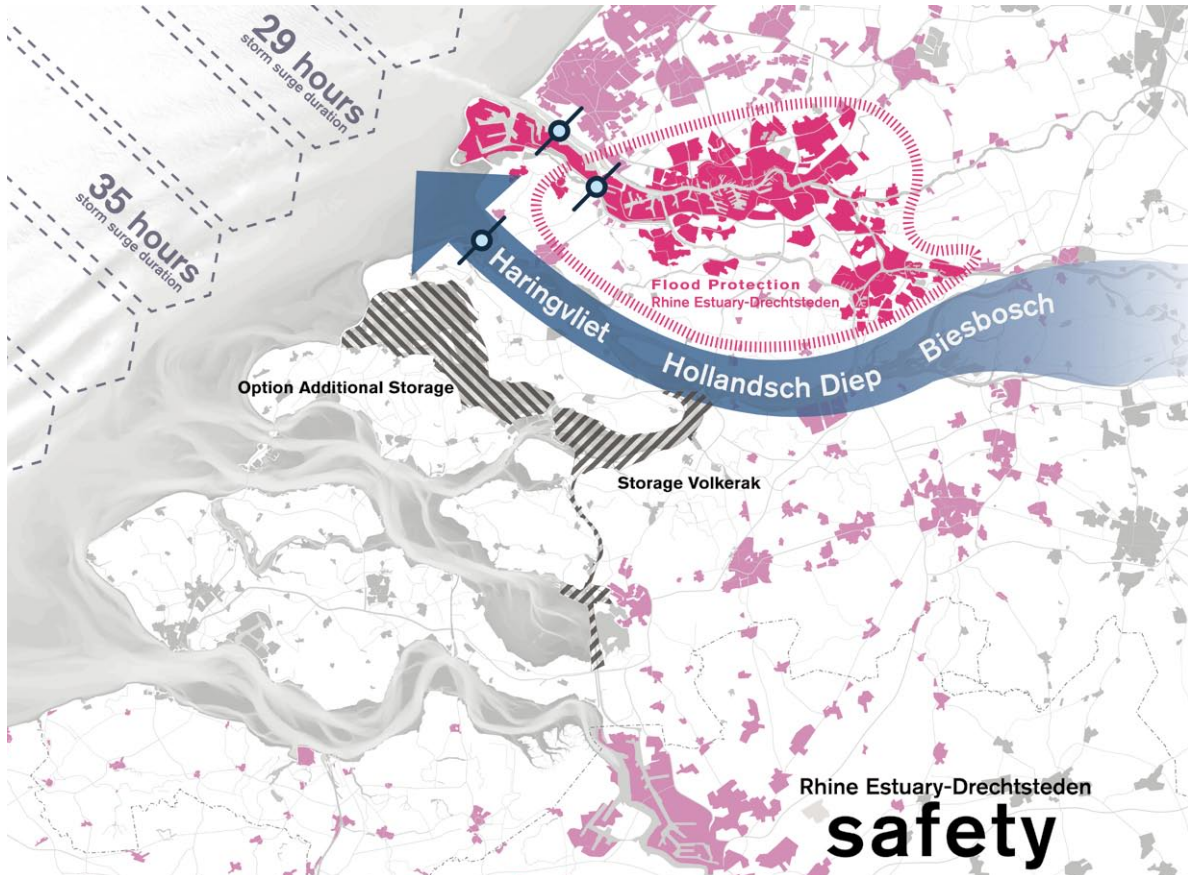 29 hours
storm surge duration
35 hours
storm surge duration
Flood Protection
Rhine Estuary-Drechtsteden
Haringvliet
Hollandsch Diep
Biesbosch
Option Additional Storage
Storage Volkerak
Rhine Estuary-Drechtsteden
safety